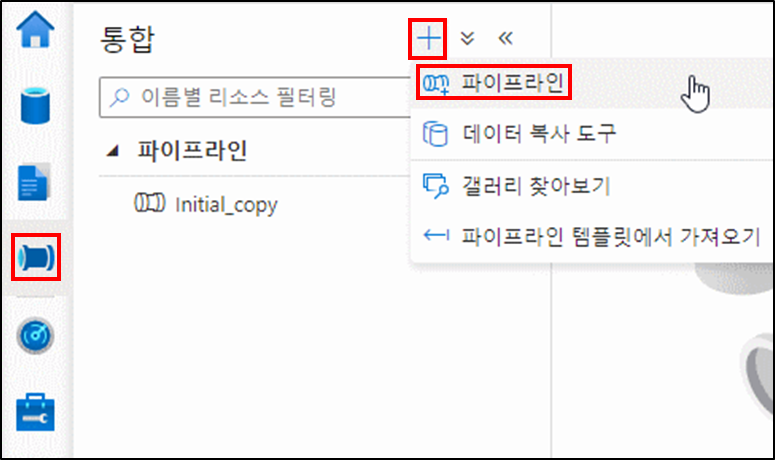 통합
이름별 리소스 필터링
파이프라인
Initial_copy
파이프라인
데이터 복사 도구
갤러리 찾아보기
파이프라인 템플릿에서 가져오기